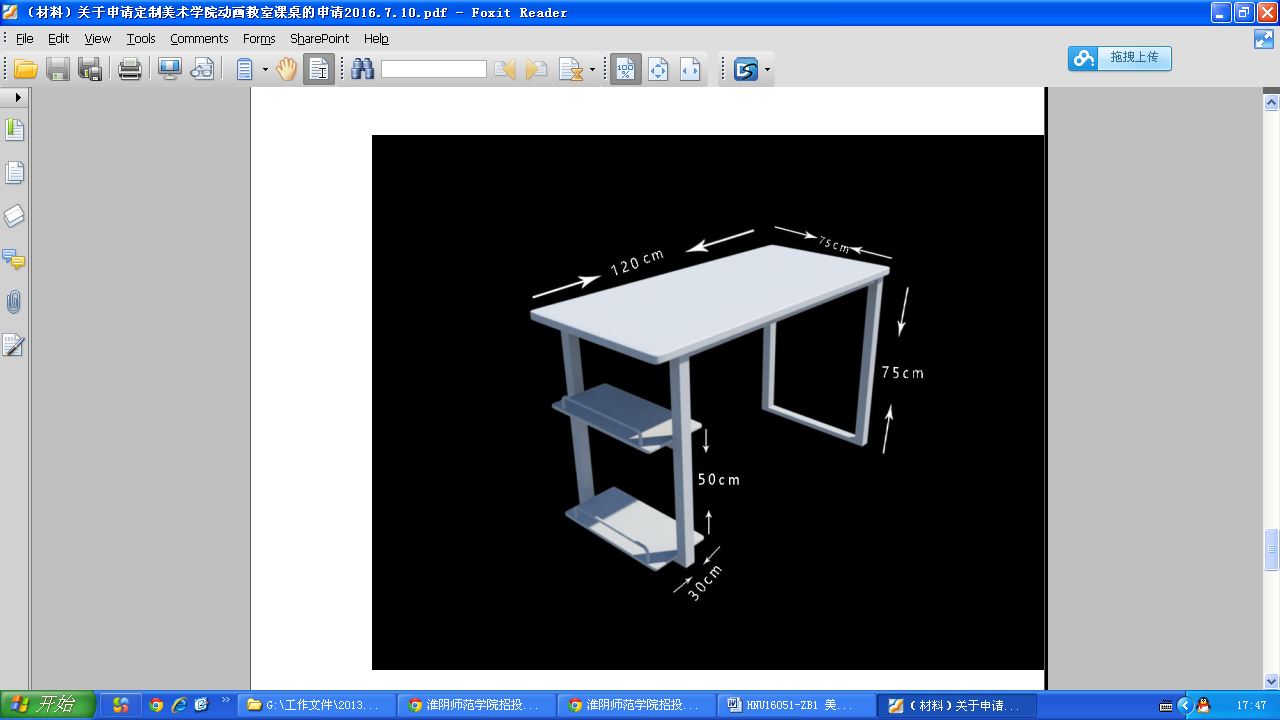 （材料）关于申请定制美术学院动画教室课桌的申请2016.7.10.pdf - Foxit Reader
File Edit View Tools Comments Forms SharePoint Help
100%
拖拽上传
120cm
75cm
75cm
50cm
30cm
开始
G:\工作文件\2013...
淮阴师范学院招投...
淮阴师范学院招投...
HNU16051-ZB1 美...
（材料）关于申请...
17:47